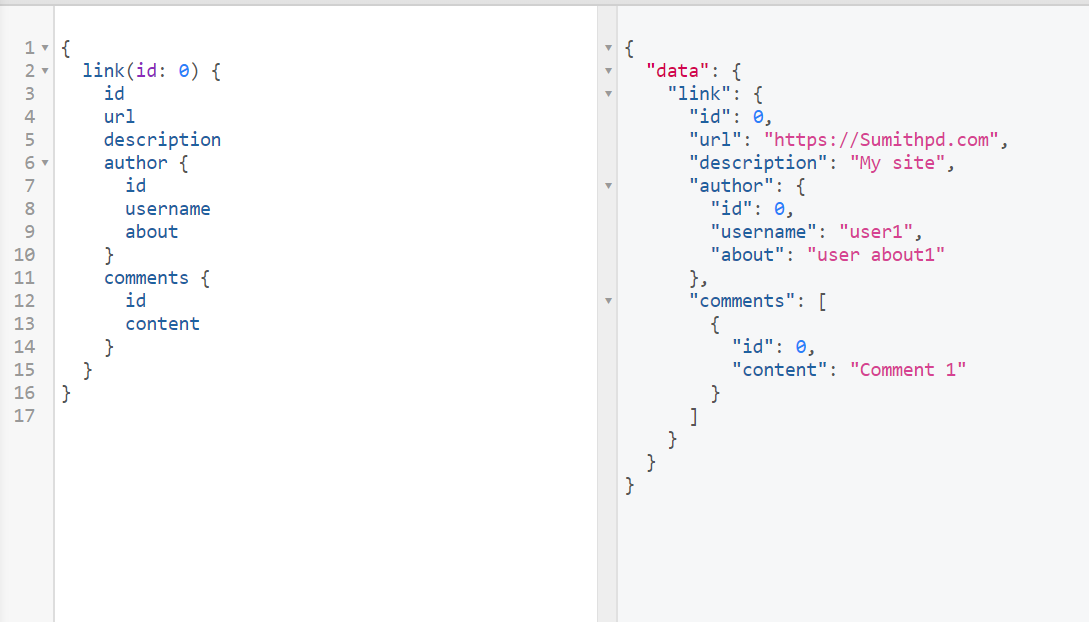 1 {
2   link(id: 0) {
3     id
4     url
5     description
6     author {
7       id
8       username
9       about
10     }
11     comments {
12       id
13       content
14     }
15   }
16 }
17
{
  "data": {
    "link": {
      "id": 0,
      "url": "https://Sumithpd.com",
      "description": "My site",
      "author": {
        "id": 0,
        "username": "user1",
        "about": "user about1"
      },
      "comments": [
        {
          "id": 0,
          "content": "Comment 1"
        }
      ]
    }
  }
}